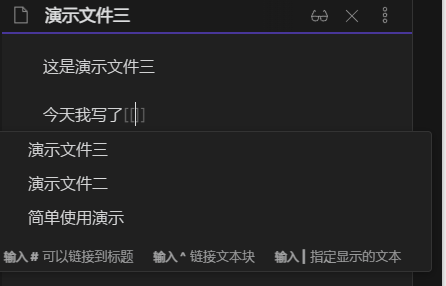 演示文件三
这是演示文件三
今天我写了[[]]
演示文件三
演示文件二
简单使用演示
输入 # 可以链接到标题 输入 ^ 链接文本块 输入 | 指定显示的文本